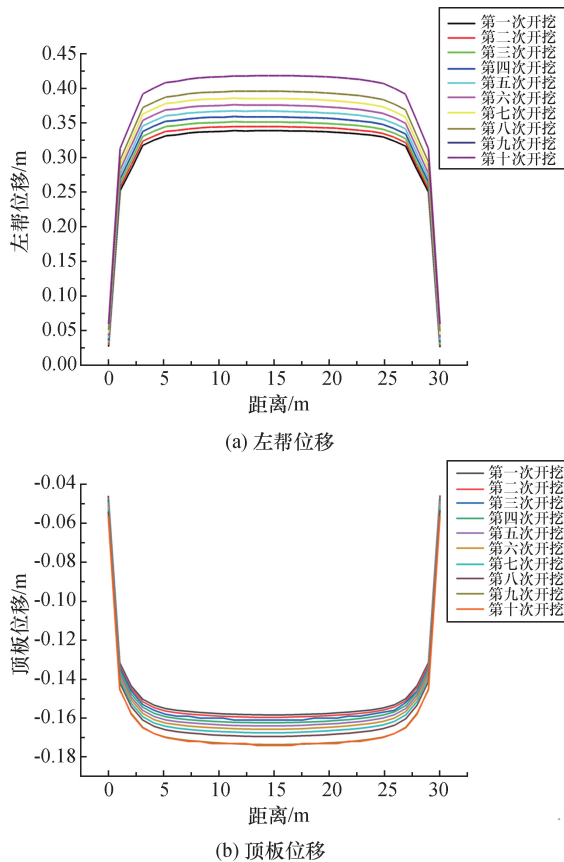 第一次开挖
第二次开挖
第三次开挖
第四次开挖
第五次开挖
第六次开挖
第七次开挖
第八次开挖
第九次开挖
第十次开挖
0.45
0.40
0.35
0.30
0.25
0.20
0.15
0.10
0.05
0.00
左帮位移/m
0 5 10 15 20 25 30
距离/m
(a) 左帮位移
第一次开挖
第二次开挖
第三次开挖
第四次开挖
第五次开挖
第六次开挖
第七次开挖
第八次开挖
第九次开挖
第十次开挖
-0.04
-0.06
-0.08
-0.10
-0.12
-0.14
-0.16
-0.18
顶板位移/m
0 5 10 15 20 25 30
距离/m
(b) 顶板位移